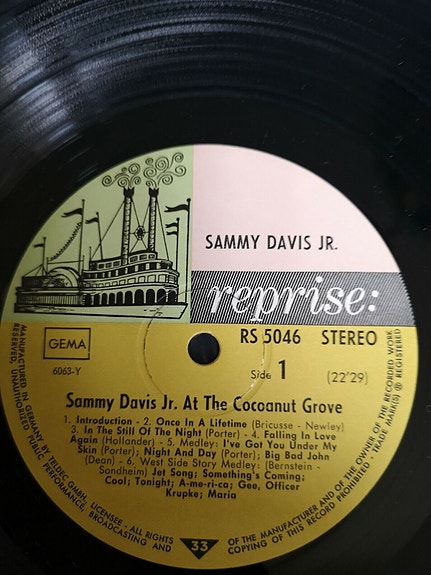 SAMMY DAVIS JR.
reprise:
GEMA
RS 5046 STEREO
6063-Y
Side 1
(22'29)
Sammy Davis Jr. At The Cocoanut Grove
1. Introduction - 2. Once In A Lifetime (Bricusse - Newley)
3. In The Still Of The Night (Porter) - 4. Falling In Love
Again (Hollander) - 5. Medley: I've Got You Under My
Skin (Porter); Night And Day (Porter); Big Bad John
(Dean) - 6. West Side Story Medley: (Bernstein -
Sondheim) Jet Song; Something's Coming;
Cool; Tonight; A-me-ri-ca; Gee, Officer
Krupke; Maria
33
MANUFACTURED IN GERMANY BY TELDEC GMBH. LICENSEE - ALL RIGHTS OF THE MANUFACTURER AND OF THE OWNER OF THE RECORDED WORK
RESERVED, UNAUTHORIZED PUBLIC PERFORMANCE, BROADCASTING AND COPYING OF THIS RECORD PROHIBITED · TRADE MARK(S) ® REGISTERED